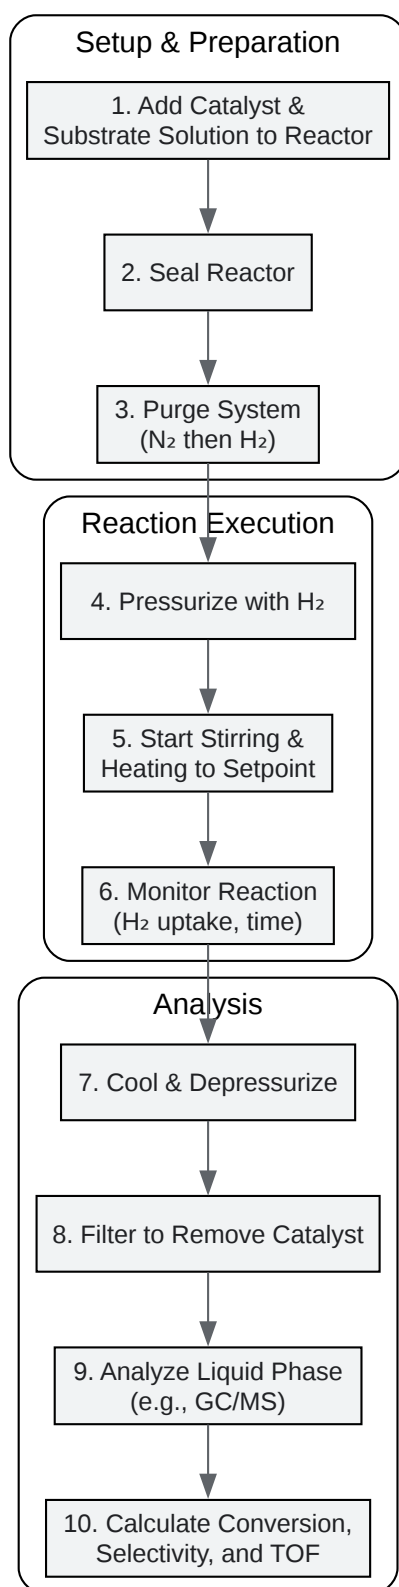 Setup & Preparation
1. Add Catalyst &
Substrate Solution to Reactor
2. Seal Reactor
3. Purge System
(N₂ then H₂)
Reaction Execution
4. Pressurize with H₂
5. Start Stirring &
Heating to Setpoint
6. Monitor Reaction
(H₂ uptake, time)
Analysis
7. Cool & Depressurize
8. Filter to Remove Catalyst
9. Analyze Liquid Phase
(e.g., GC/MS)
10. Calculate Conversion,
Selectivity, and TOF